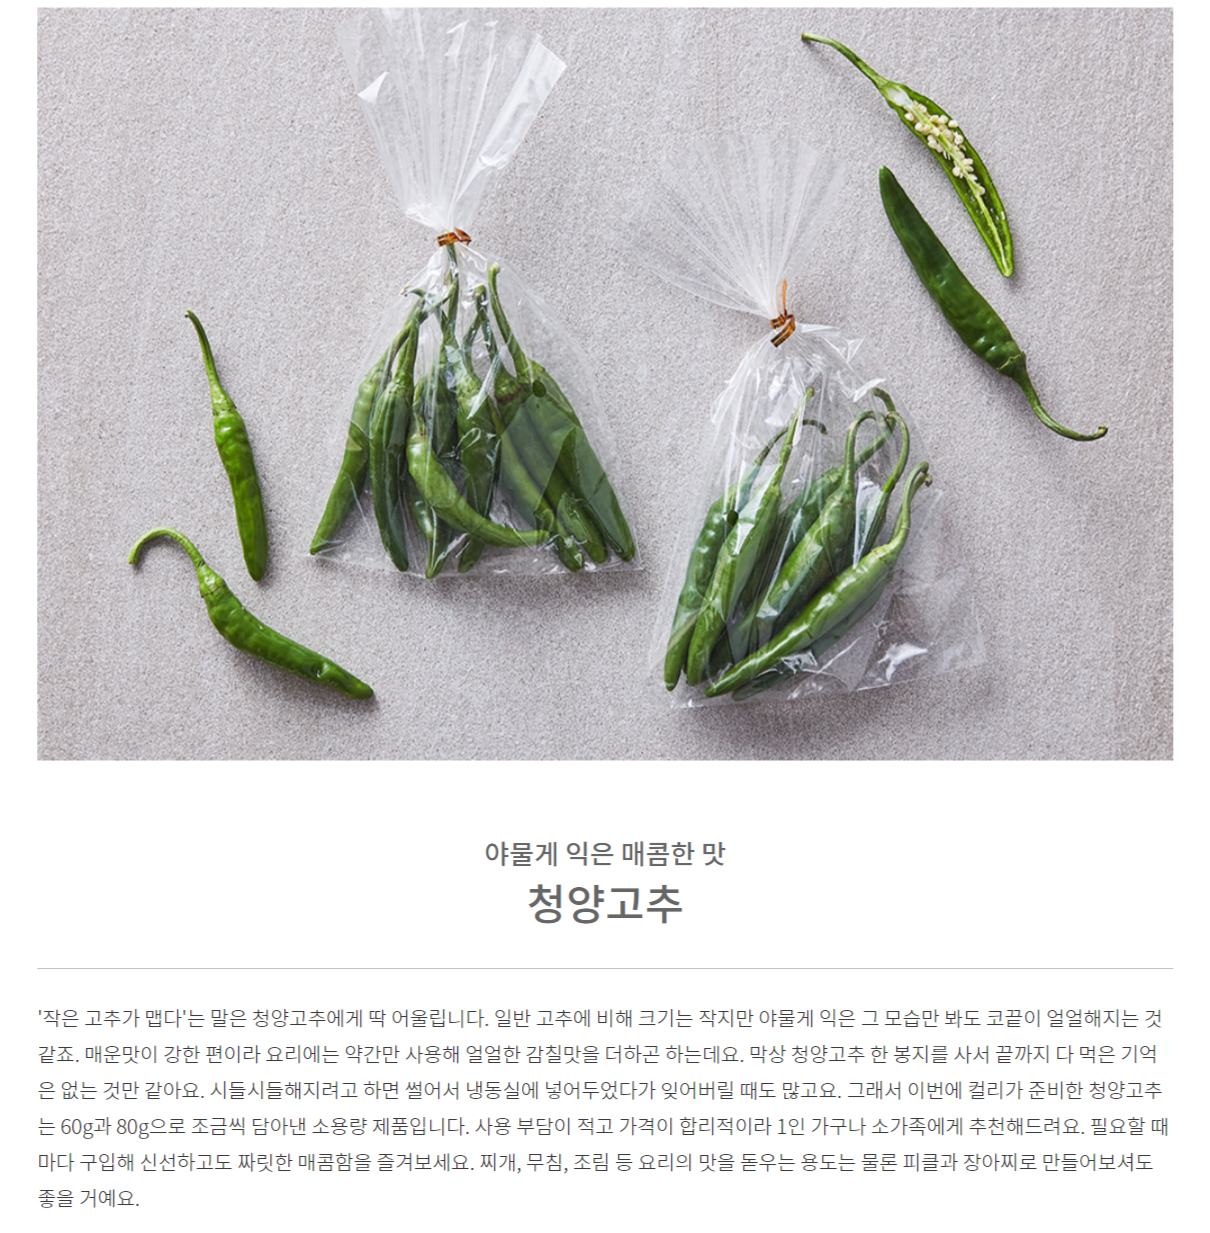 야물게 익은 매콤한 맛
청양고추
'작은 고추가 맵다'는 말은 청양고추에게 딱 어울립니다. 일반 고추에 비해 크기는 작지만 야물게 익은 그 모습만 봐도 코끝이 얼얼해지는 것
같죠. 매운맛이 강한 편이라 요리에는 약간만 사용해 얼얼한 감칠맛을 더하곤 하는데요. 막상 청양고추 한 봉지를 사서 끝까지 다 먹은 기억
은 없는 것만 같아요. 시들시들해지려고 하면 썰어서 냉동실에 넣어두었다가 잊어버릴 때도 많고요. 그래서 이번에 컬리가 준비한 청양고추
는 60g과 80g으로 조금씩 담아낸 소용량 제품입니다. 사용 부담이 적고 가격이 합리적이라 1인 가구나 소가족에게 추천해드려요. 필요할 때
마다 구입해 신선하고도 짜릿한 매콤함을 즐겨보세요. 찌개, 무침, 조림 등 요리의 맛을 돋우는 용도는 물론 피클과 장아찌로 만들어보셔도
좋을 거예요.